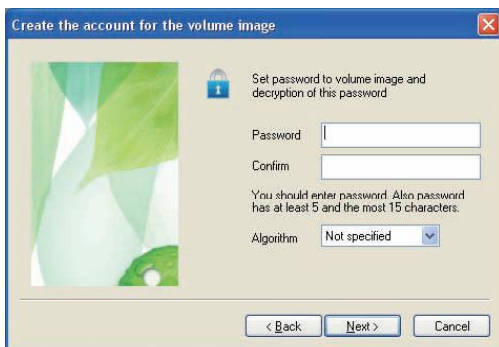 Create the account for the volume image
Set password to volume image and
decryption of this password
Password
Confirm
You should enter password. Also password
has at least 5 and the most 15 characters.
Algorithm
Not specified
< Back
Next >
Cancel